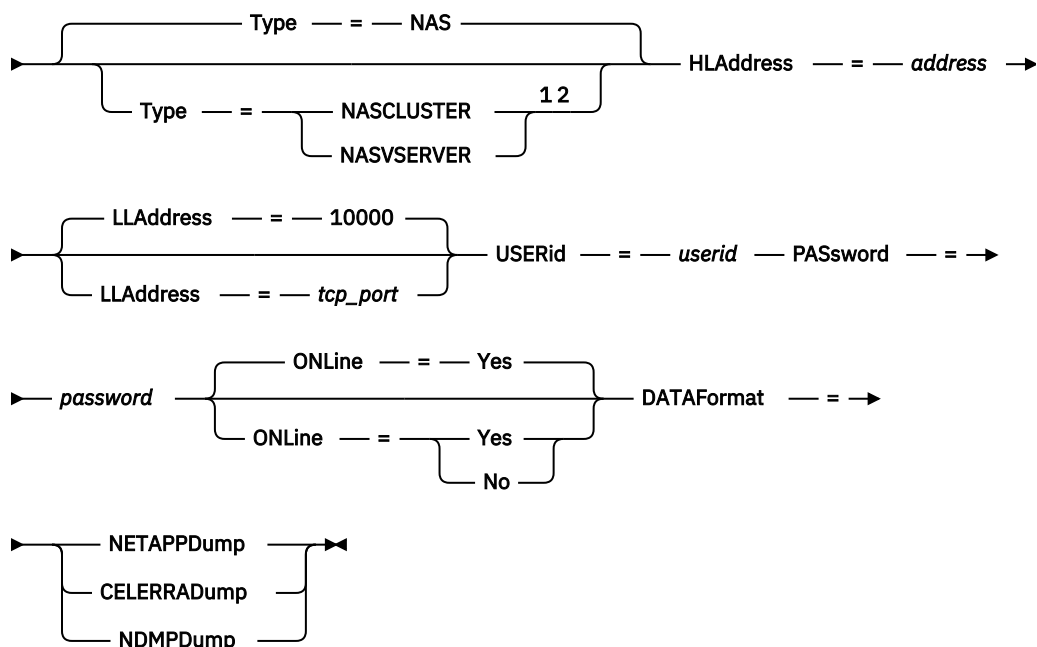 Type = NAS
HLAddress = address
1 2
Type = NASCLUSTER
NASVSERVER
LLAddress = 10000
USERid = userid PASsword =
LLAddress = tcp_port
ONLine = Yes
password DATAFormat =
ONLine = Yes
No
NETAPPDump
CELERRADump
NDMPDump